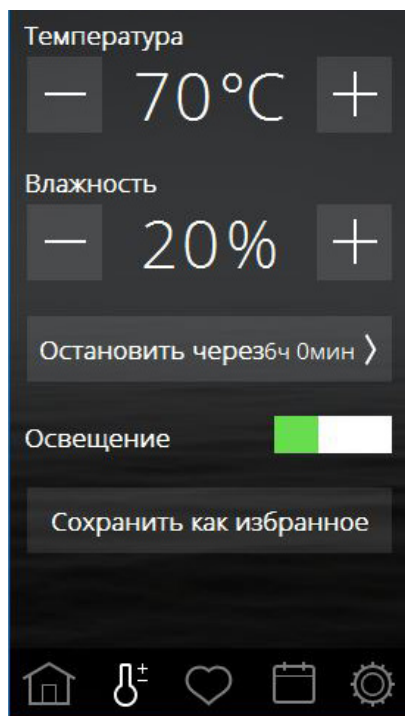 Температура
70°C
Влажность
20%
Остановить через6ч 0мин
Освещение
Сохранить как избранное